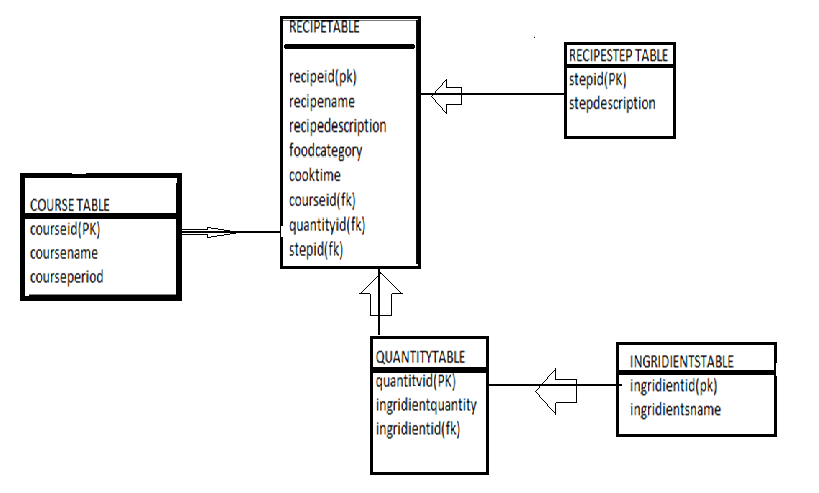 RECIPETABLE
recipeid(pk)
recipename
recipedescription
foodcategory
cooktime
courseid(fk)
quantityid(fk)
stepid(fk)
RECIPESTEP TABLE
stepid(PK)
stepdescription
COURSE TABLE
courseid(PK)
coursename
courseperiod
QUANTITYTABLE
quantitvid(PK)
ingridientquantity
ingridientid(fk)
INGRIDIENTSTABLE
ingridientid(pk)
ingridientsname